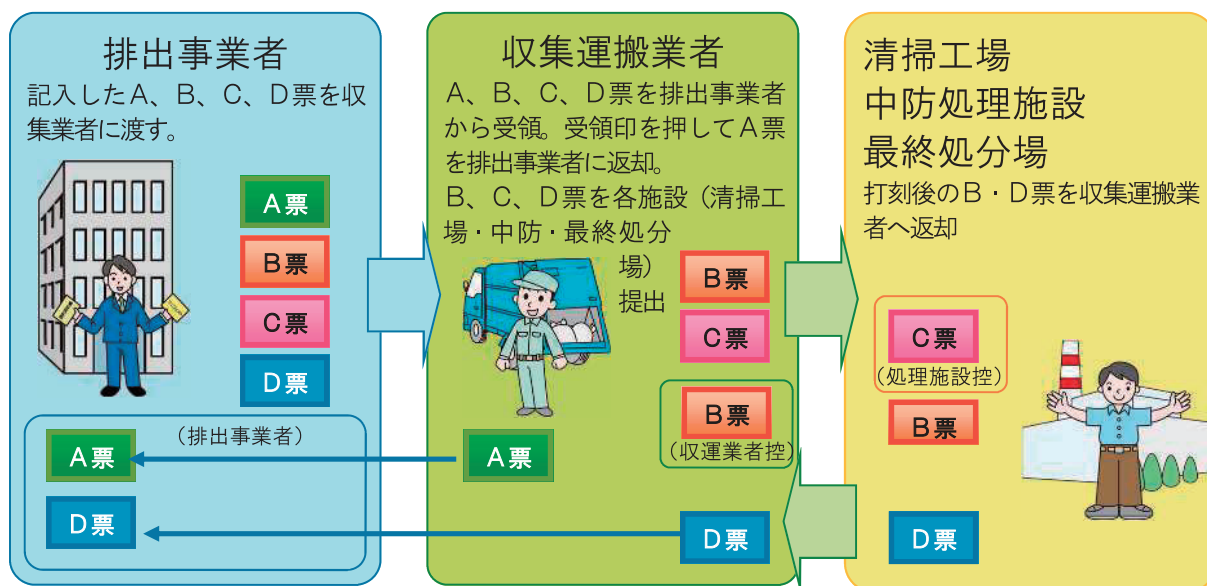 排出事業者
記入したA、B、C、D票を収
集業者に渡す。
A票
B票
C票
D票
(排出事業者)
A票
D票
収集運搬業者
A、B、C、D票を排出事業者
から受領。受領印を押してA票
を排出事業者に返却。
B、C、D票を各施設(清掃工
場・中防・最終処分
場)
提出
B票
C票
B票
(収運業者控)
A票
D票
清掃工場
中防処理施設
最終処分場
打刻後のB・D票を収集運搬業
者へ返却
C票
(処理施設控)
B票
D票